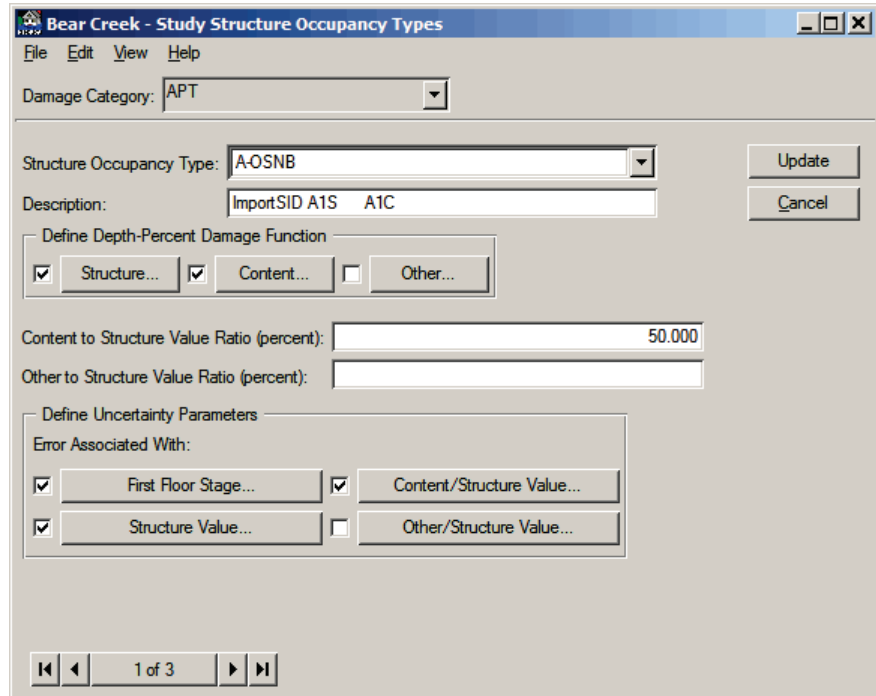 Bear Creek - Study Structure Occupancy Types
File Edit View Help
Damage Category: APT
Structure Occupancy Type: A-OSNB Update
Description: ImportSID A1S A1C Cancel
Define Depth-Percent Damage Function
Structure... Content... Other...
Content to Structure Value Ratio (percent): 50.000
Other to Structure Value Ratio (percent):
Define Uncertainty Parameters
Error Associated With:
First Floor Stage... Content/Structure Value...
Structure Value... Other/Structure Value...
1 of 3